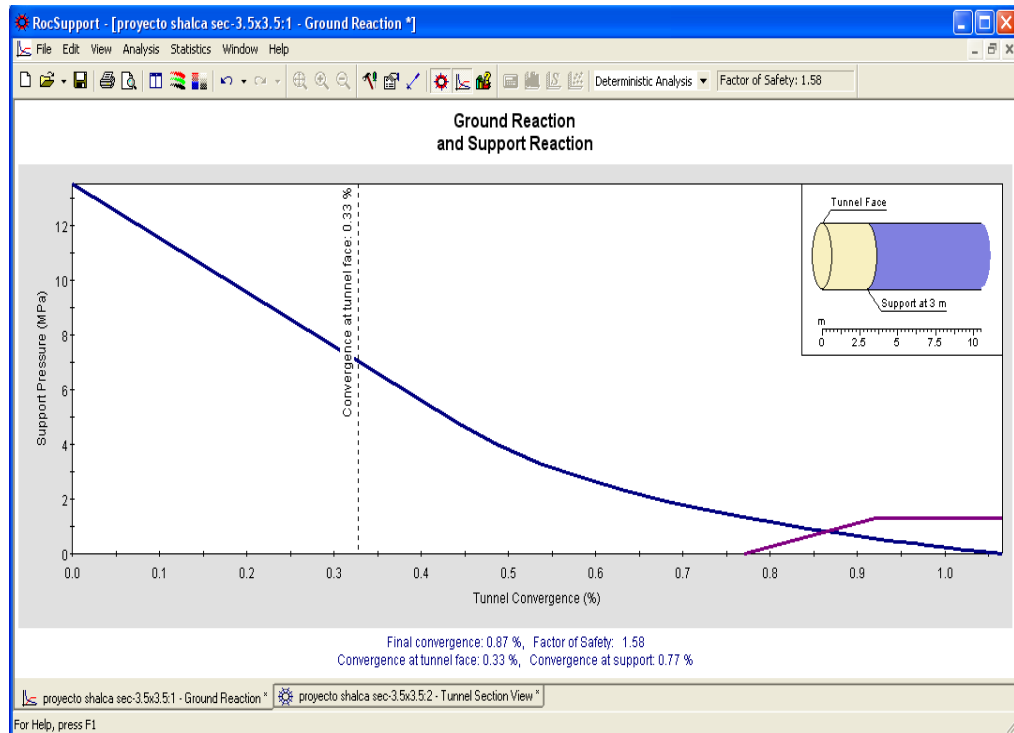 RocSupport - [proyecto shalca sec-3.5x3.5:1 - Ground Reaction *]
File Edit View Analysis Statistics Window Help
Deterministic Analysis Factor of Safety: 1.58
Ground Reaction
and Support Reaction
Support Pressure (MPa)
12
10
8
6
4
2
0
Convergence at tunnel face: 0.33 %
Tunnel Face
Support at 3 m
m
0 2.5 5 7.5 10
0.0 0.1 0.2 0.3 0.4 0.5 0.6 0.7 0.8 0.9 1.0
Tunnel Convergence (%)
Final convergence: 0.87 %, Factor of Safety: 1.58
Convergence at tunnel face: 0.33 %, Convergence at support: 0.77 %
proyecto shalca sec-3.5x3.5:1 - Ground Reaction * proyecto shalca sec-3.5x3.5:2 - Tunnel Section View *
For Help, press F1